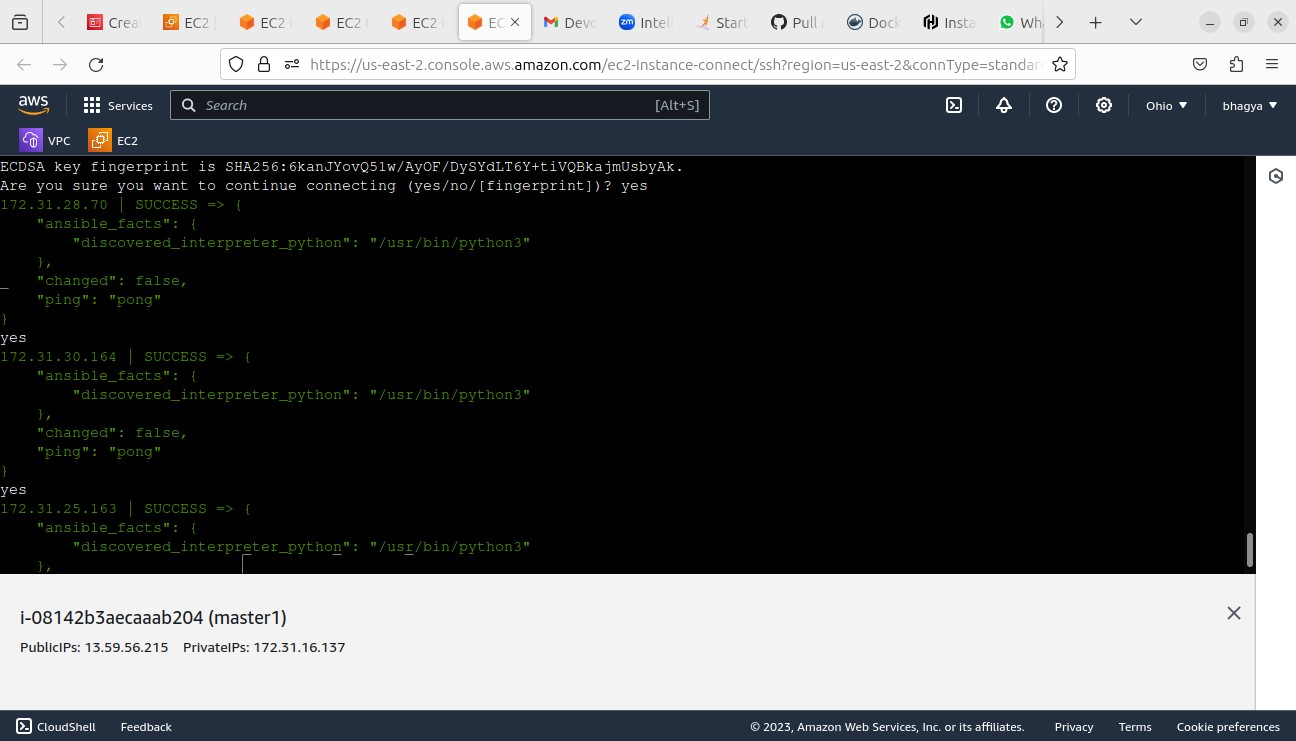 Crea
EC2
EC2
EC2
EC2
EC
Devo
Intell
Start
Pull
Dock
Insta
Wha
https://us-east-2.console.aws.amazon.com/ec2-instance-connect/ssh?region=us-east-2&connType=standar
aws
Services
Search
[Alt+S]
Ohio
bhagya
VPC
EC2
ECDSA key fingerprint is SHA256:6kanJYovQ51w/AyOF/DySYdLT6Y+tiVQBkajmUsbyAk.
Are you sure you want to continue connecting (yes/no/[fingerprint])? yes
172.31.28.70 | SUCCESS => {
    "ansible_facts": {
        "discovered_interpreter_python": "/usr/bin/python3"
    },
    "changed": false,
    "ping": "pong"
}
yes
172.31.30.164 | SUCCESS => {
    "ansible_facts": {
        "discovered_interpreter_python": "/usr/bin/python3"
    },
    "changed": false,
    "ping": "pong"
}
yes
172.31.25.163 | SUCCESS => {
    "ansible_facts": {
        "discovered_interpreter_python": "/usr/bin/python3"
    },
i-08142b3aecaaab204 (master1)
PublicIPs: 13.59.56.215 PrivateIPs: 172.31.16.137
CloudShell
Feedback
© 2023, Amazon Web Services, Inc. or its affiliates.
Privacy
Terms
Cookie preferences